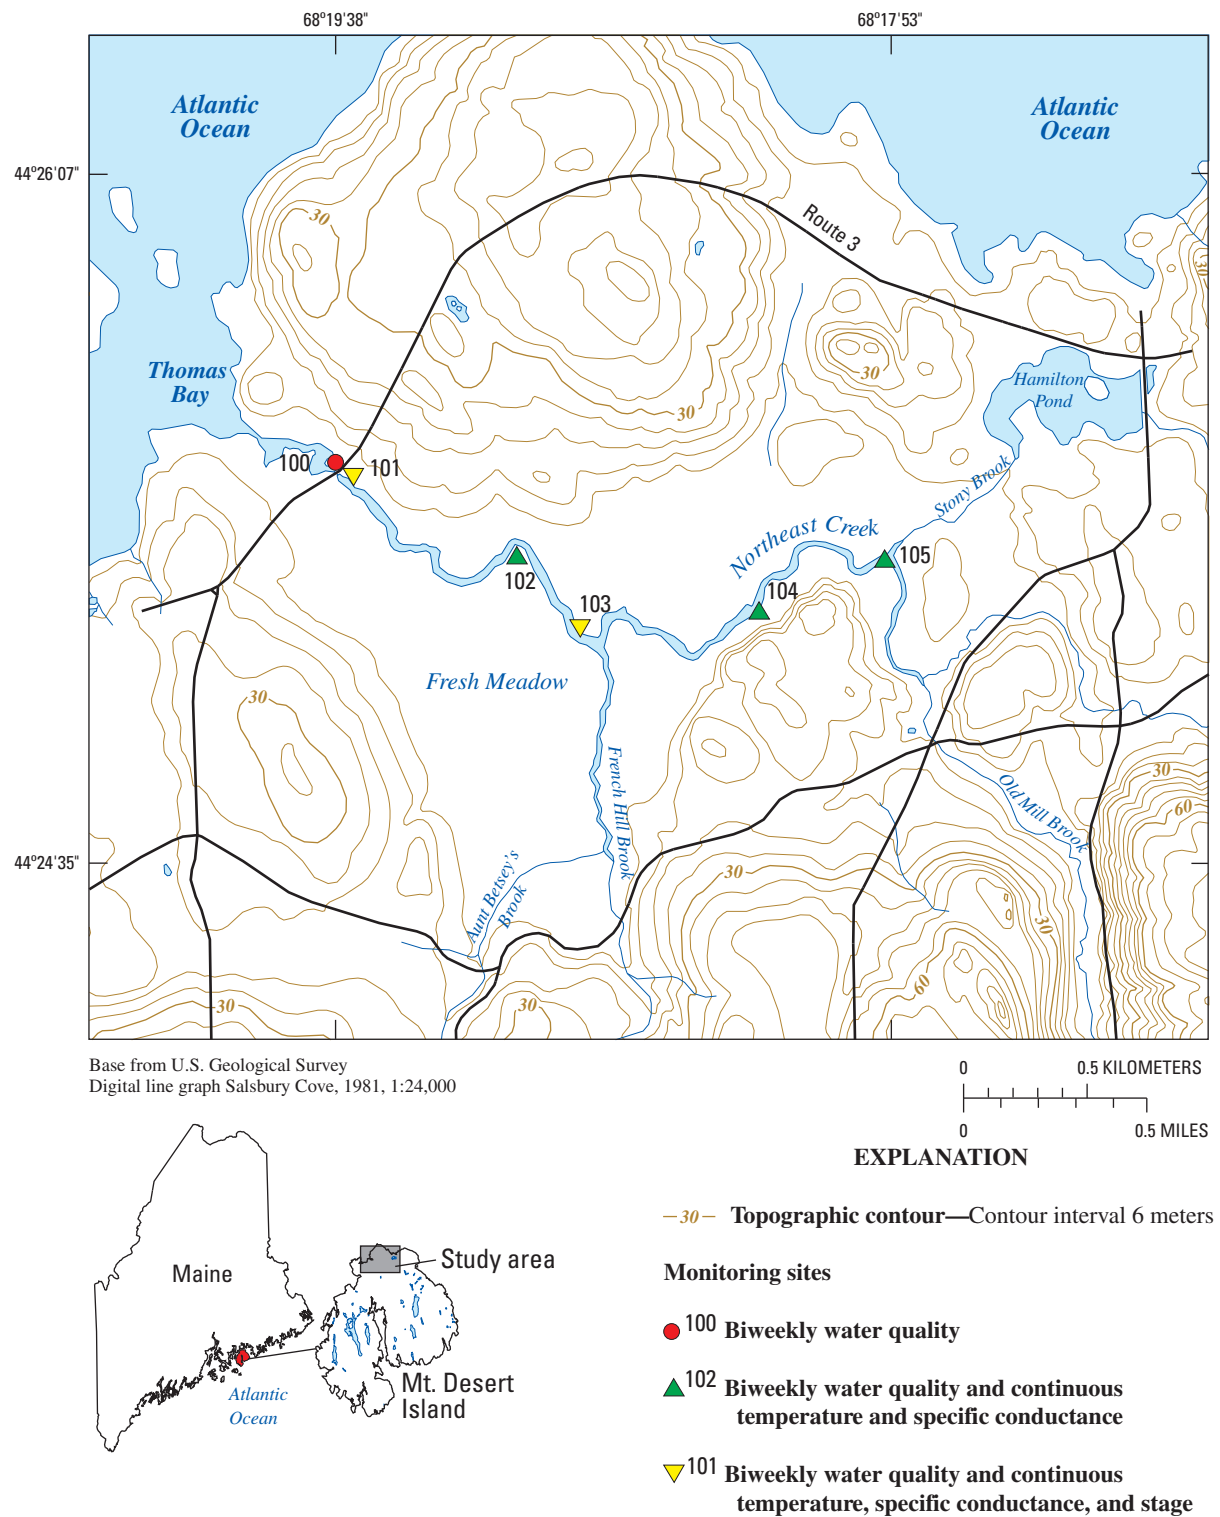 68°19'38"
68°17'53"
Atlantic
Ocean
Atlantic
Ocean
44°26'07"
30
Route 3
30
Thomas
Bay
30
30
Hamilton
Pond
100
101
Stony Brook
Northeast Creek
105
102
103
104
Fresh Meadow
30
French Hill Brook
Old Mill Brook
30
60
44°24'35"
Aunt Betsey's
Brook
30
30
60
30
30
Base from U.S. Geological Survey
Digital line graph Salsbury Cove, 1981, 1:24,000
0 0.5 KILOMETERS
0 0.5 MILES
EXPLANATION
30 Topographic contour—Contour interval 6 meters
Monitoring sites
100 Biweekly water quality
102 Biweekly water quality and continuous
temperature and specific conductance
101 Biweekly water quality and continuous
temperature, specific conductance, and stage
Maine
Study area
Mt. Desert
Island
Atlantic
Ocean